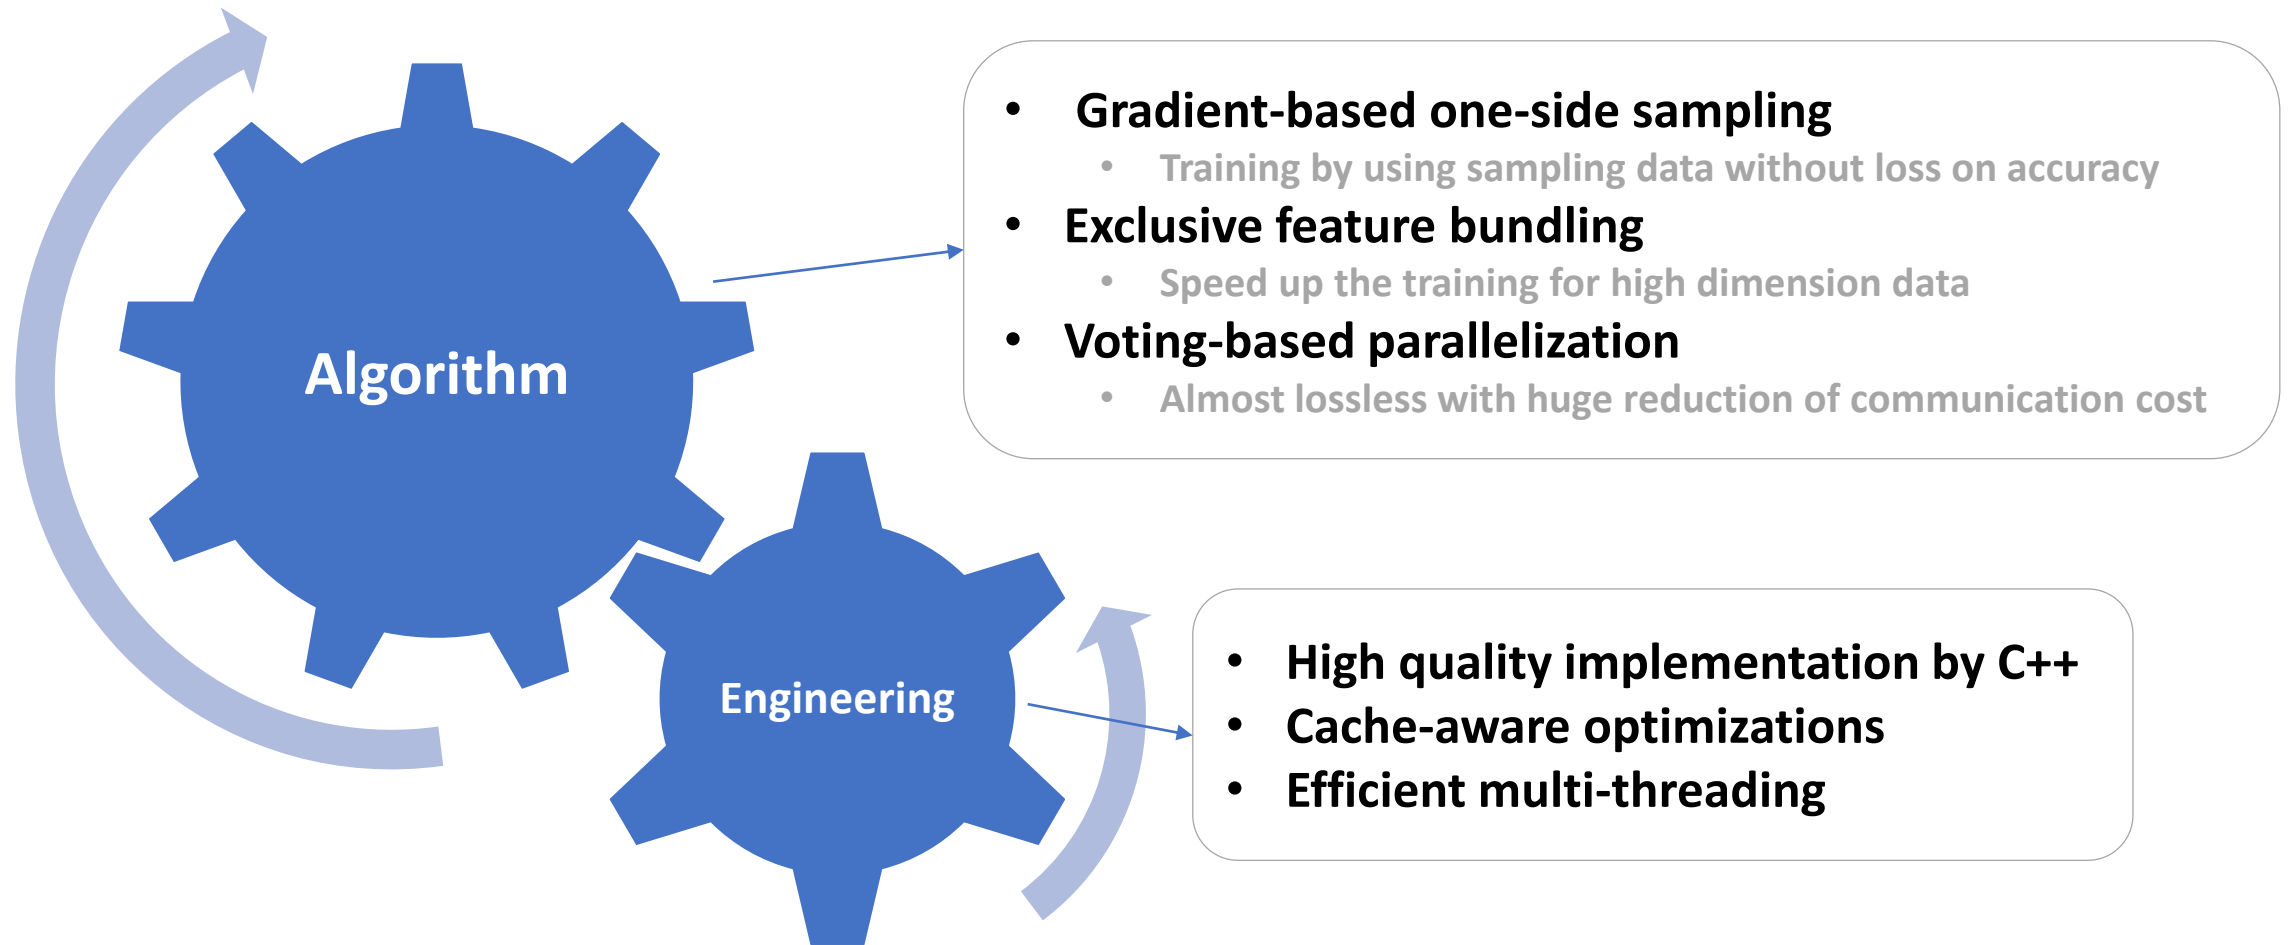 Algorithm
• Gradient-based one-side sampling
• Training by using sampling data without loss on accuracy
• Exclusive feature bundling
• Speed up the training for high dimension data
• Voting-based parallelization
• Almost lossless with huge reduction of communication cost
Engineering
• High quality implementation by C++
• Cache-aware optimizations
• Efficient multi-threading